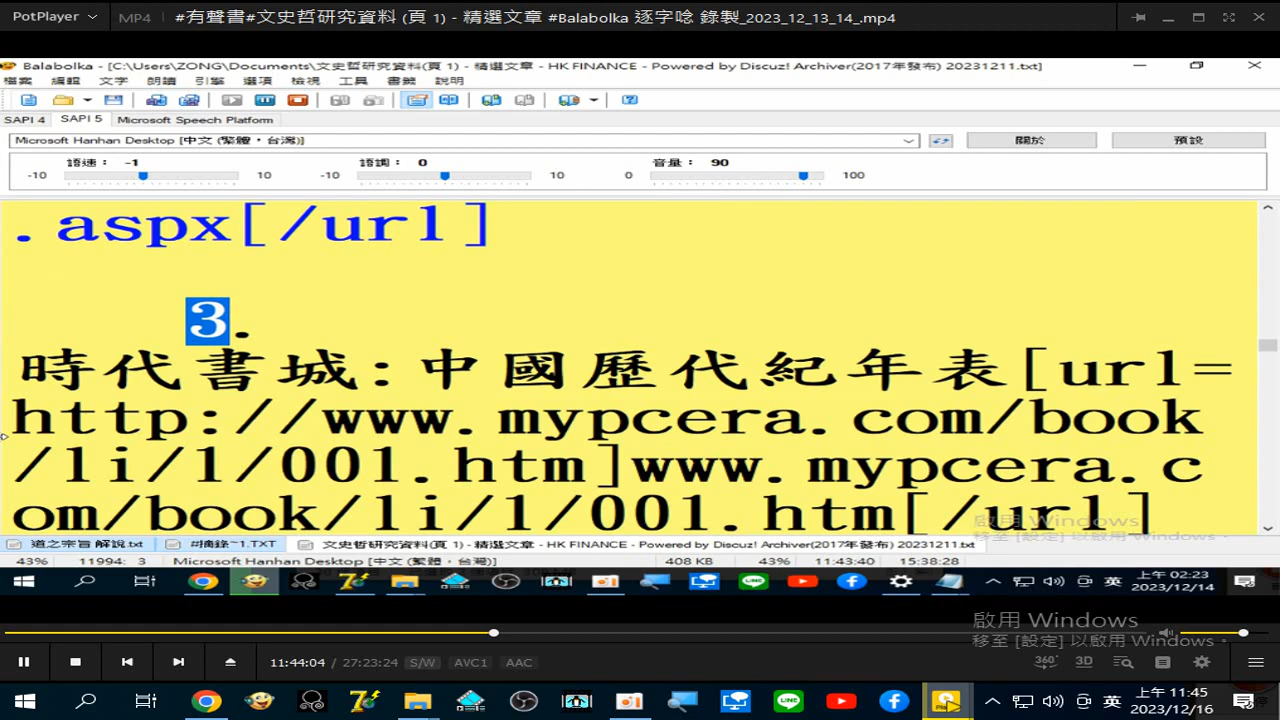 PotPlayer
MP4
#有聲書#文史哲研究資料 (頁 1) - 精選文章 #Balabolka 逐字唸 錄製_2023_12_13_14_.mp4
Balabolka - [C:\Users\ZONG\Documents\文史哲研究資料(頁 1) - 精選文章 - HK FINANCE - Powered by Discuz! Archiver(2017年發布) 20231211.txt]
檔案 編輯 文字 朗讀 引擎 選項 檢視 工具 書籤 說明
SAPI 4 SAPI 5 Microsoft Speech Platform
Microsoft Hanhan Desktop [中文 (繁體，台灣)]
關於 預設
語速： -1 語調： 0 音量： 90
-10 10 -10 10 0 100
.aspx[/url]
3.
時代書城:中國歷代紀年表[url=
http://www.mypcera.com/book
/li/1/001.htm]www.mypcera.c
om/book/li/1/001.htm[/url]
啟用 Windows
移至 [設定] 以啟用 Windows。
道之宗旨 解說.txt #摘錄~1.TXT 文史哲研究資料(頁 1) - 精選文章 - HK FINANCE - Powered by Discuz! Archiver(2017年發布) 20231211.txt
43% 11994: 3 Microsoft Hanhan Desktop [中文 (繁體，台灣)] 408 KB 43% 11:43:40 15:38:28
英 上午 02:23
2023/12/14
啟用 Windows
移至 [設定] 以啟用 Windows。
11:44:04 / 27:23:24 S/W AVC1 AAC
360° 3D
英 上午 11:45
2023/12/16